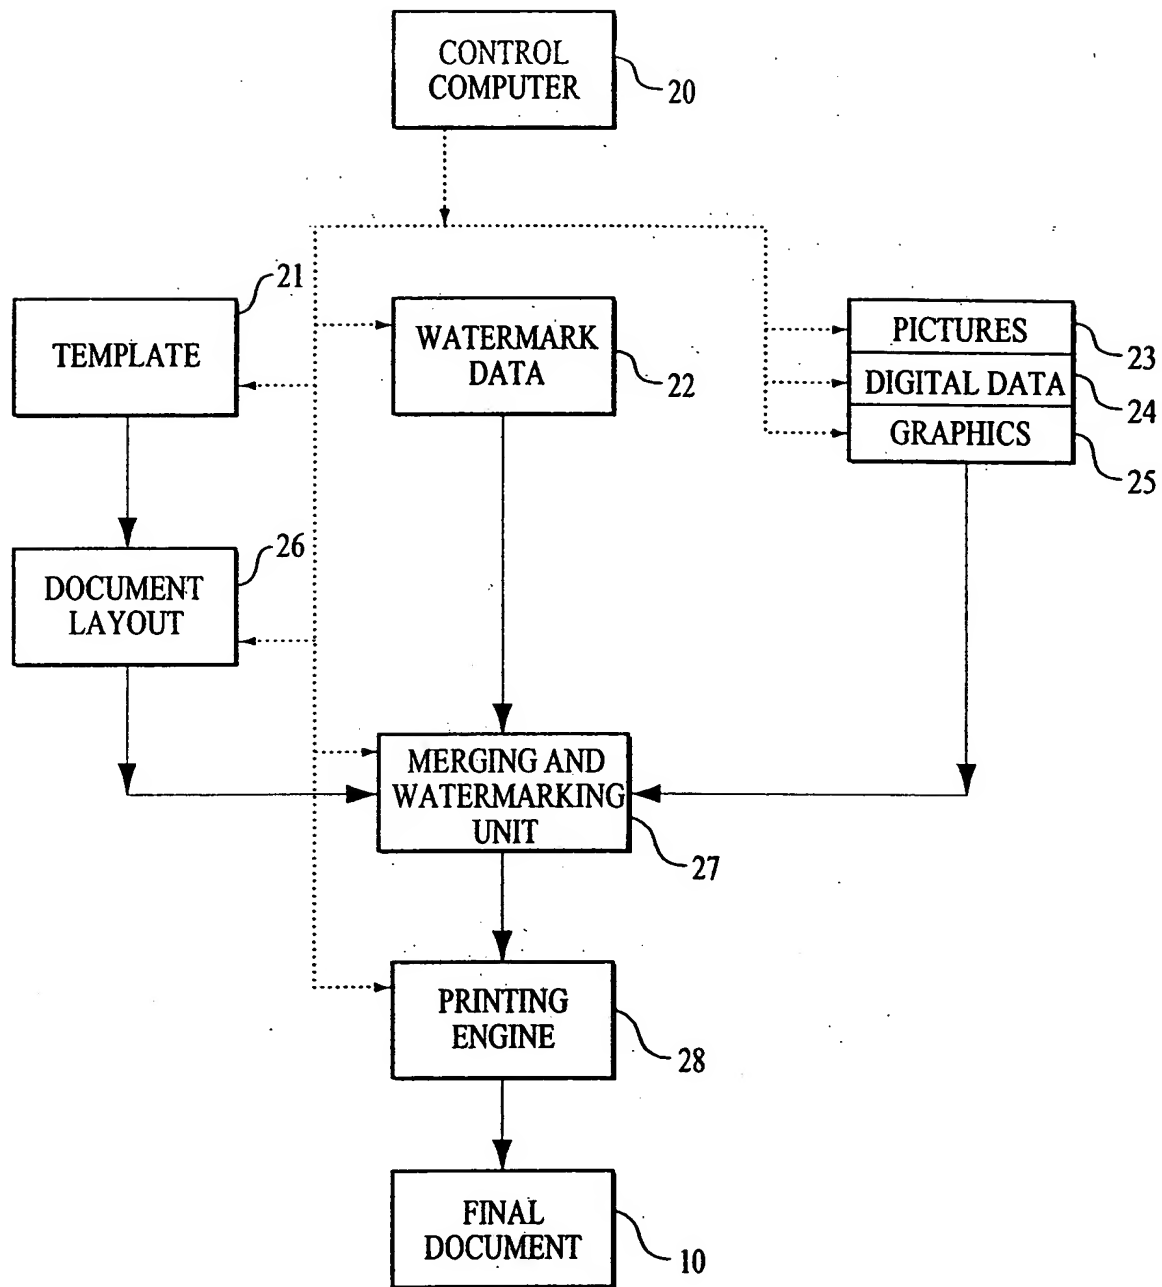 CONTROL
COMPUTER
20
21
TEMPLATE
WATERMARK
DATA
22
PICTURES
23
DIGITAL DATA
24
GRAPHICS
25
26
DOCUMENT
LAYOUT
MERGING AND
WATERMARKING
UNIT
27
PRINTING
ENGINE
28
FINAL
DOCUMENT
10